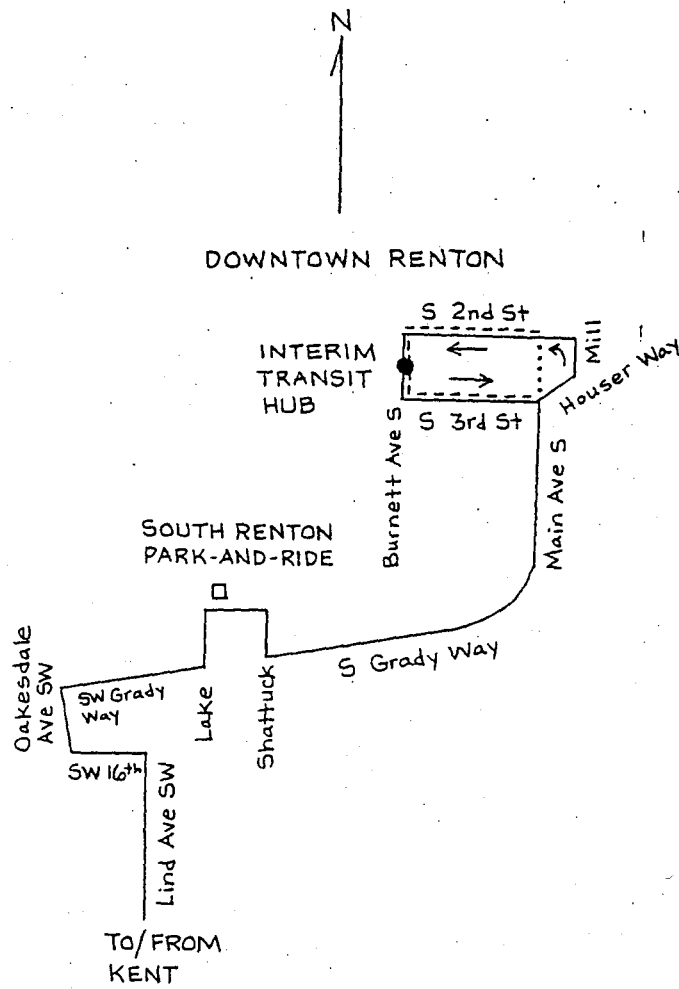 N
DOWNTOWN RENTON
S 2nd St
INTERIM
TRANSIT
HUB
Mill
Houser Way
S 3rd St
Burnett Ave S
Main Ave S
SOUTH RENTON
PARK-AND-RIDE
S Grady Way
Oakesdale
Ave SW
SW Grady
Way
Lake
Shattuck
SW 16th
Lind Ave SW
TO/FROM
KENT